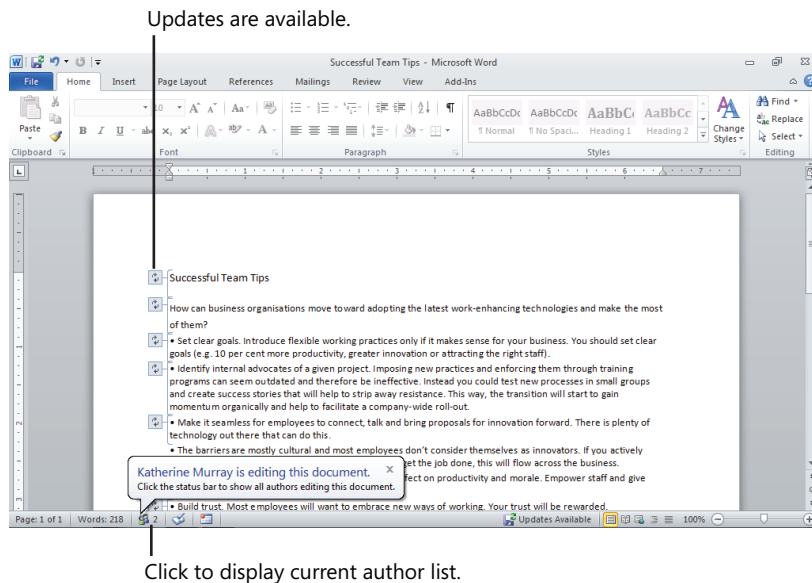 Updates are available.
Successful Team Tips - Microsoft Word
File Home Insert Page Layout References Mailings Review View Add-Ins
Paste
B I U abc x₂ x² Aa A A
AaBbCcDc AaBbCcDc AaBbC AaBbCc
¶ Normal ¶ No Spaci... Heading 1 Heading 2
Change Styles
Find
Replace
Select
Clipboard Font Paragraph Styles Editing
1 2 3 4 5 6 7
Successful Team Tips
How can business organisations move toward adopting the latest work-enhancing technologies and make the most
of them?
• Set clear goals. Introduce flexible working practices only if it makes sense for your business. You should set clear
goals (e.g. 10 per cent more productivity, greater innovation or attracting the right staff).
• Identify internal advocates of a given project. Imposing new practices and enforcing them through training
programs can seem outdated and therefore be ineffective. Instead you could test new processes in small groups
and create success stories that will help to strip away resistance. This way, the transition will start to gain
momentum organically and help to facilitate a company-wide roll-out.
• Make it seamless for employees to connect, talk and bring proposals for innovation forward. There is plenty of
technology out there that can do this.
• The barriers are mostly cultural and most employees don't consider themselves as innovators. If you actively
get the job done, this will flow across the business.
fect on productivity and morale. Empower staff and give
Katherine Murray is editing this document.
Click the status bar to show all authors editing this document.
• Build trust. Most employees will want to embrace new ways of working. Your trust will be rewarded.
Page: 1 of 1 Words: 218 2 Updates Available 100%
Click to display current author list.